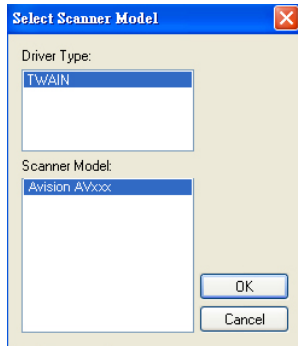 Select Scanner Model
Driver Type:
TWAIN
Scanner Model:
Avision AVxxx
OK
Cancel